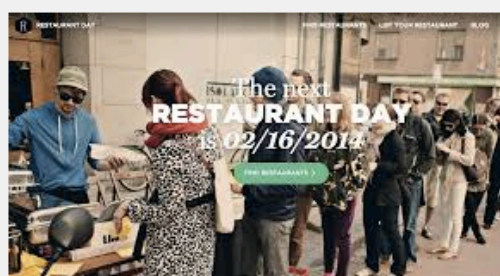 RESTAURANT DAY
FIND RESTAURANTS LIST YOUR RESTAURANT BLOG
The next
RESTAURANT DAY
is 02/16/2014
FIND RESTAURANTS >